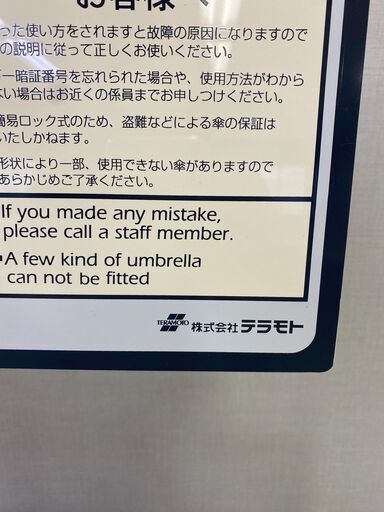 お客様へ
った使い方をされますと故障の原因になりますので
の説明に従って正しくお使いください。
一暗証番号を忘れられた場合や、使用方法がわから
ない場合はお近くの係員までお申しつけください。
簡易ロック式のため、盗難などによる傘の保証は
いたしかねます。
形状により一部、使用できない傘がありますので
あらかじめご了承ください。
If you made any mistake,
please call a staff member.
•A few kind of umbrella
can not be fitted
TERAMOTO 株式会社 テラモト